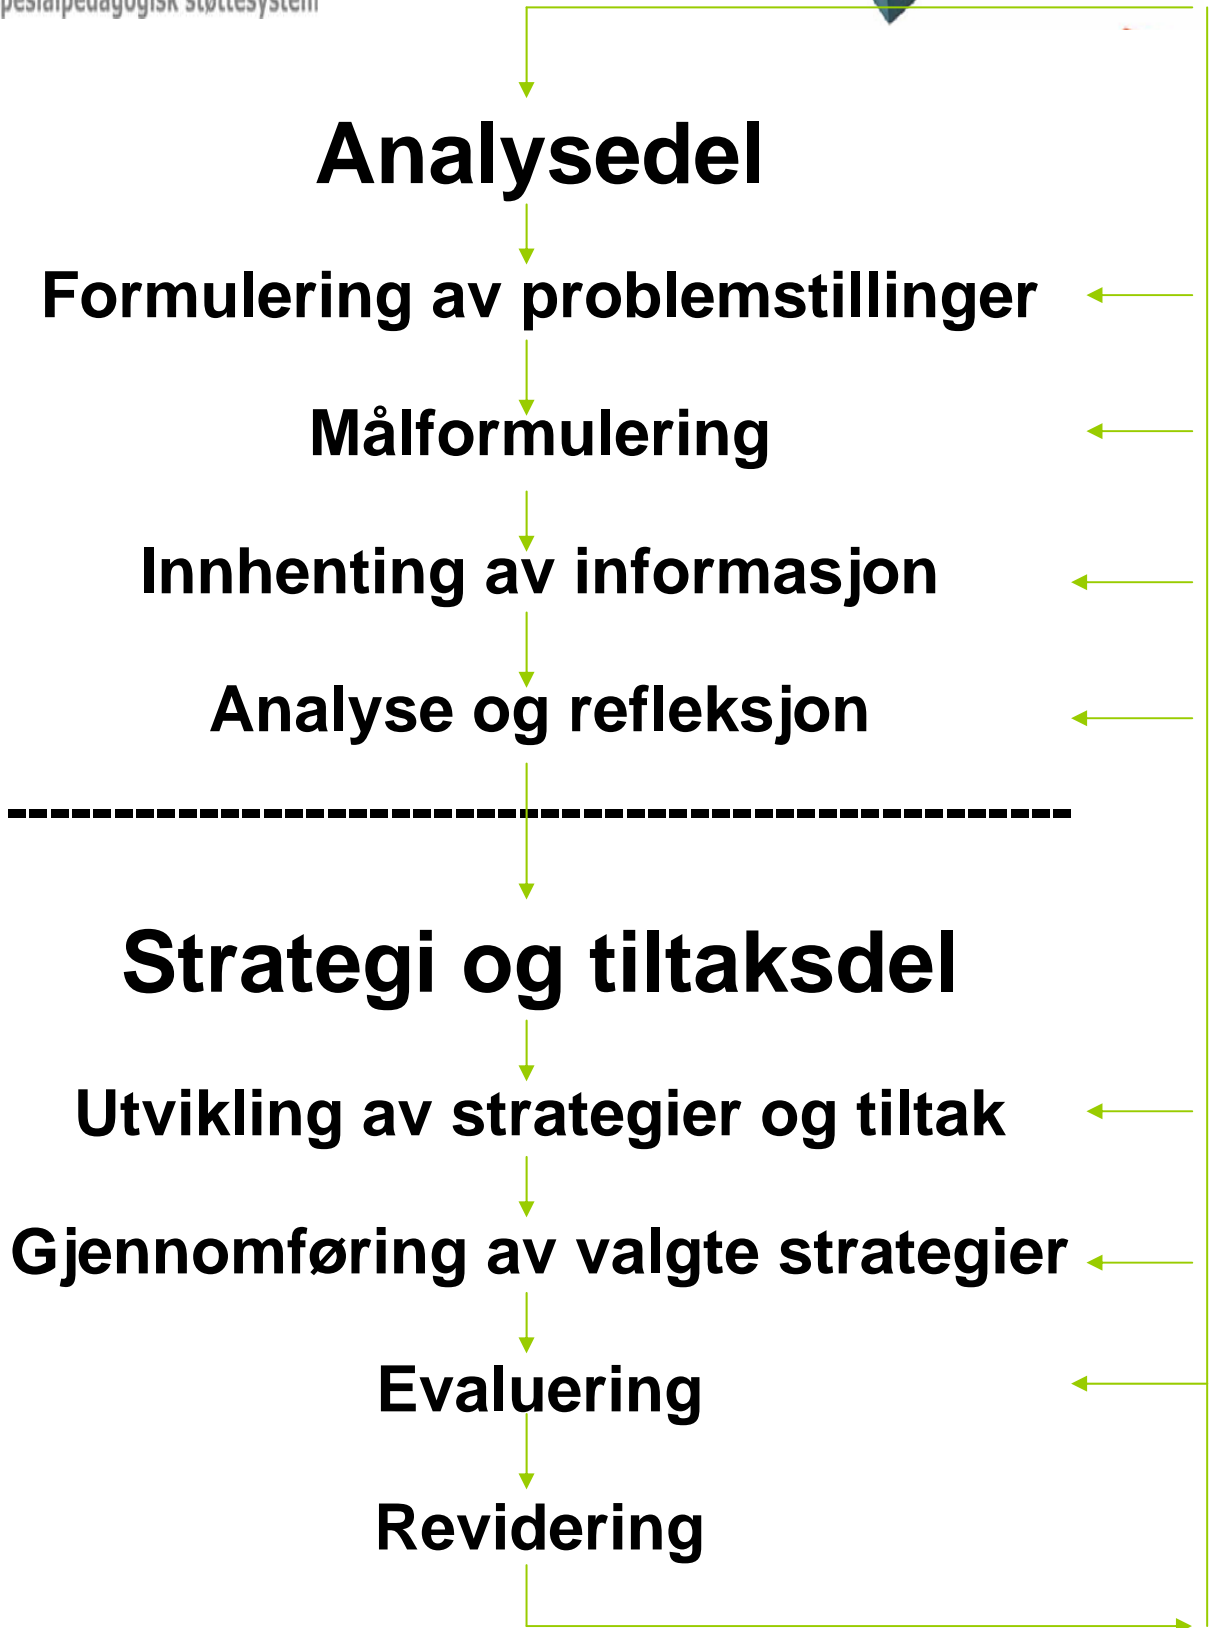 støttesystem
Analysedel
Formulering av problemstillinger
Målformulering
Innhenting av informasjon
Analyse og refleksjon
Strategi og tiltaksdel
Utvikling av strategier og tiltak
Gjennomføring av valgte strategier
Evaluering
Revidering